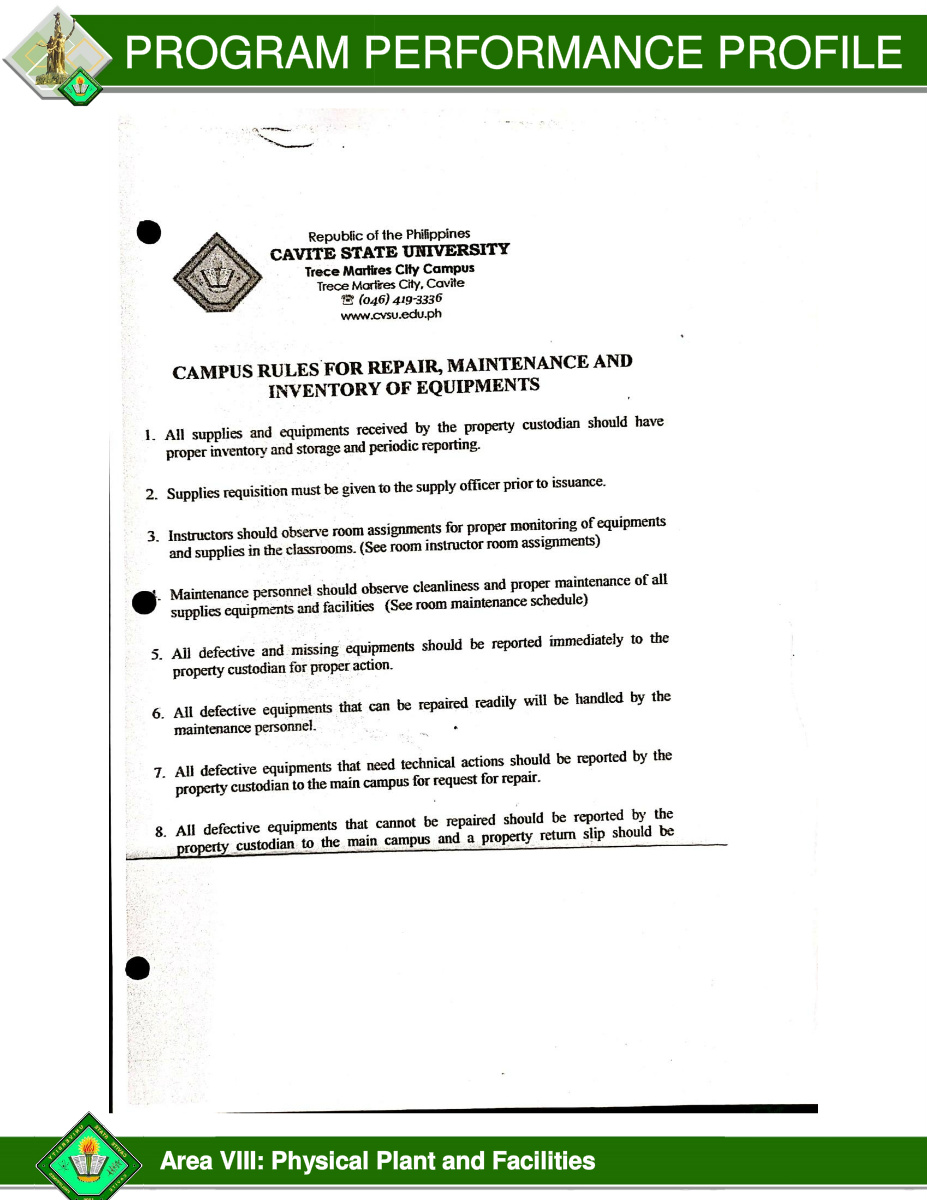 PROGRAM PERFORMANCE PROFILE
Republic of the Philippines
CAVITE STATE UNIVERSITY
Trece Martires City Campus
Trece Martires City, Cavite
☎ (046) 419-3336
www.cvsu.edu.ph
CAMPUS RULES FOR REPAIR, MAINTENANCE AND
INVENTORY OF EQUIPMENTS
1. All supplies and equipments received by the property custodian should have
proper inventory and storage and periodic reporting.
2. Supplies requisition must be given to the supply officer prior to issuance.
3. Instructors should observe room assignments for proper monitoring of equipments
and supplies in the classrooms. (See room instructor room assignments)
Maintenance personnel should observe cleanliness and proper maintenance of all
supplies equipments and facilities (See room maintenance schedule)
5. All defective and missing equipments should be reported immediately to the
property custodian for proper action.
6. All defective equipments that can be repaired readily will be handled by the
maintenance personnel.
7. All defective equipments that need technical actions should be reported by the
property custodian to the main campus for request for repair.
8. All defective equipments that cannot be repaired should be reported by the
property custodian to the main campus and a property return slip should be
Area VIII: Physical Plant and Facilities